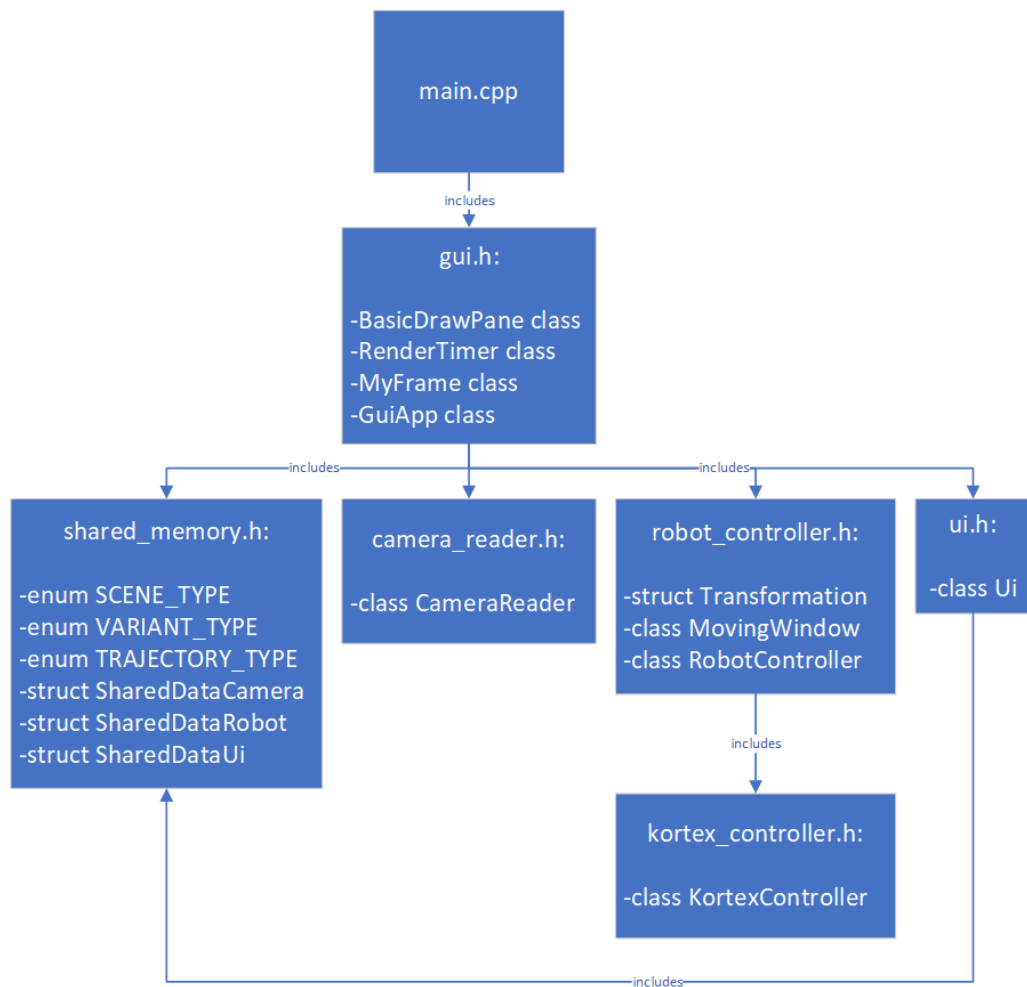 main.cpp
includes
gui.h:
-BasicDrawPane class
-RenderTimer class
-MyFrame class
-GuiApp class
includes
includes
shared_memory.h:
-enum SCENE_TYPE
-enum VARIANT_TYPE
-enum TRAJECTORY_TYPE
-struct SharedDataCamera
-struct SharedDataRobot
-struct SharedDataUi
camera_reader.h:
-class CameraReader
robot_controller.h:
-struct Transformation
-class MovingWindow
-class RobotController
ui.h:
-class Ui
includes
kortex_controller.h:
-class KortexController
includes